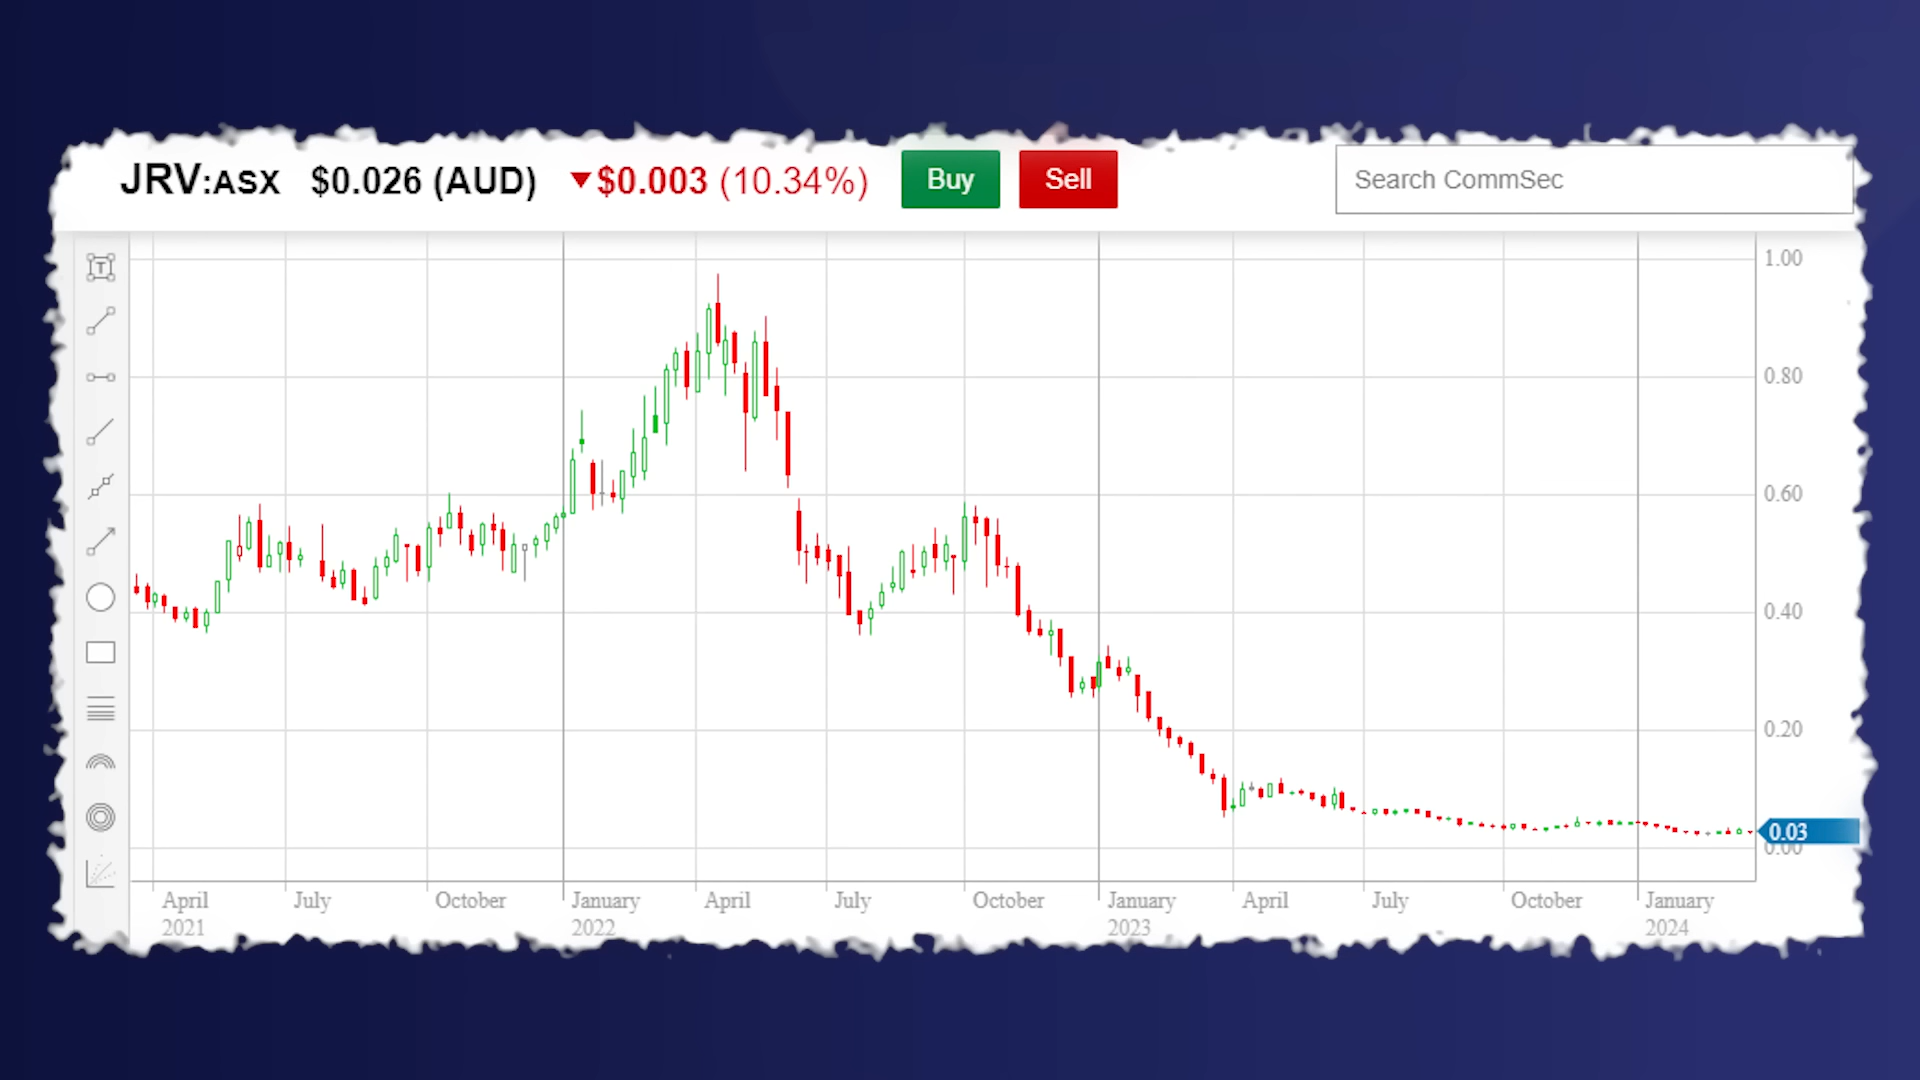 JRV:ASX $0.026 (AUD) ▼$0.003 (10.34%) Buy Sell Search CommSec
T
1.00
0.80
0.60
0.40
0.20
0.03
0.00
April July October January April July October January April July October January
2021 2022 2023 2024